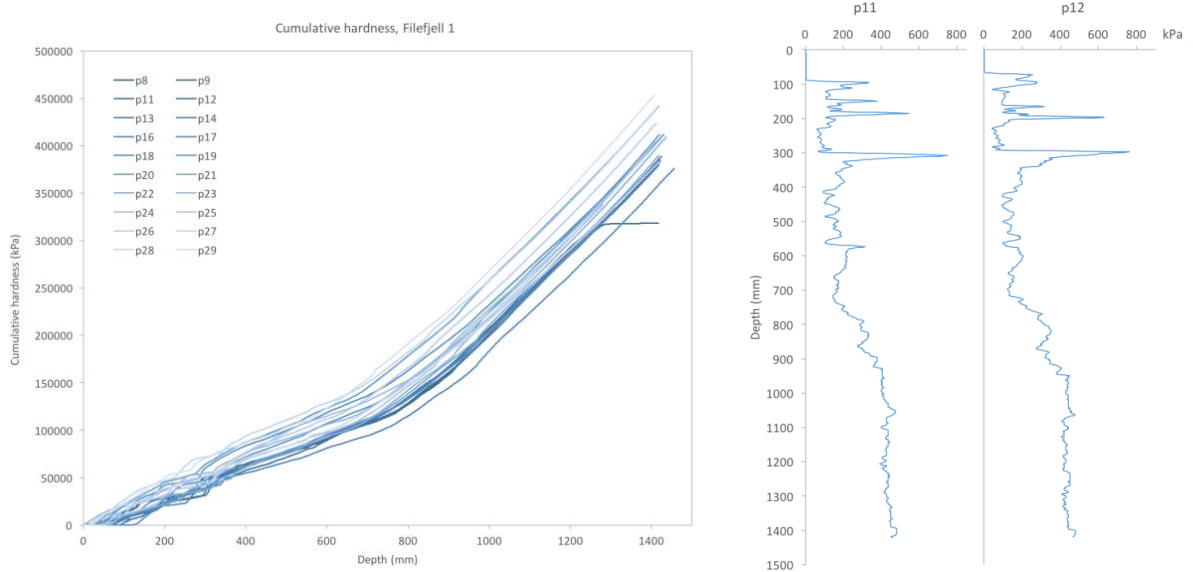 Cumulative hardness, Filefjell 1
500000
450000
400000
350000
300000
250000
200000
150000
100000
50000
0
Cumulative hardness (kPa)
p8 p9
p11 p12
p13 p14
p16 p17
p18 p19
p20 p21
p22 p23
p24 p25
p26 p27
p28 p29
0 200 400 600 800 1000 1200 1400
Depth (mm)
p11 p12
0 200 400 600 800 0 200 400 600 800 kPa
0
100
200
300
400
500
600
700
800
900
1000
1100
1200
1300
1400
1500
Depth (mm)